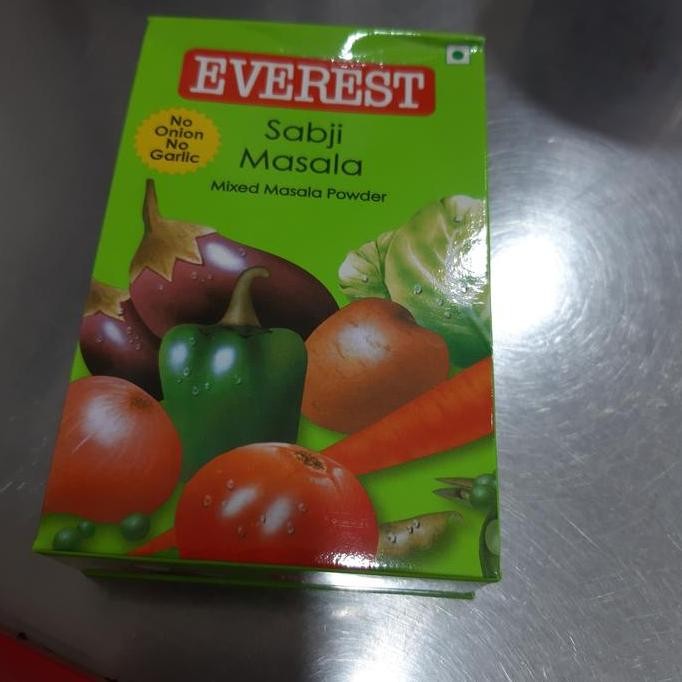 EVEREST
No
Onion
No
Garlic
Sabji
Masala
Mixed Masala Powder